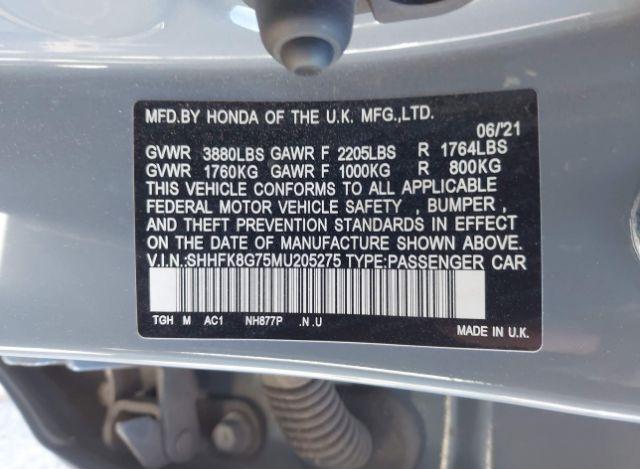 MFD.BY HONDA OF THE U.K. MFG.,LTD.
06/'21
GVWR 3880LBS GAWR F 2205LBS R 1764LBS
GVWR 1760KG GAWR F 1000KG R 800KG
THIS VEHICLE CONFORMS TO ALL APPLICABLE
FEDERAL MOTOR VEHICLE SAFETY , BUMPER ,
AND THEFT PREVENTION STANDARDS IN EFFECT
ON THE DATE OF MANUFACTURE SHOWN ABOVE.
V.I.N.:SHHFK8G75MU205275 TYPE:PASSENGER CAR
TGH M AC1 NH877P .N .U
MADE IN U.K.